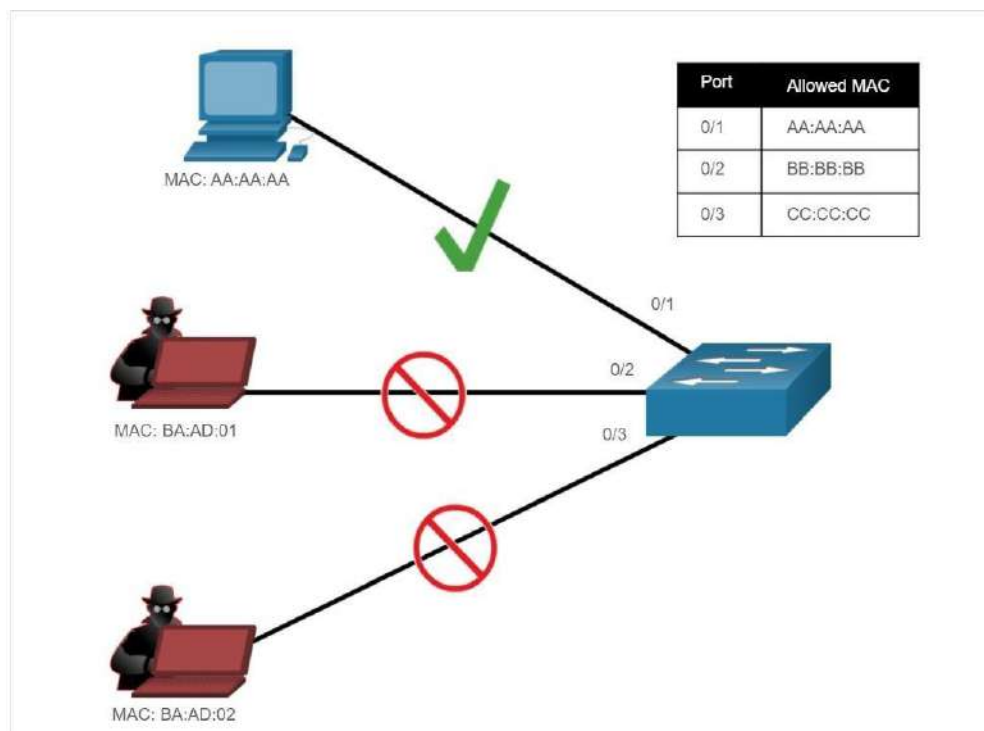 Port Allowed MAC
0/1 AA:AA:AA
0/2 BB:BB:BB
0/3 CC:CC:CC
MAC: AA:AA:AA
0/1
0/2
MAC: BA:AD:01
0/3
MAC: BA:AD:02